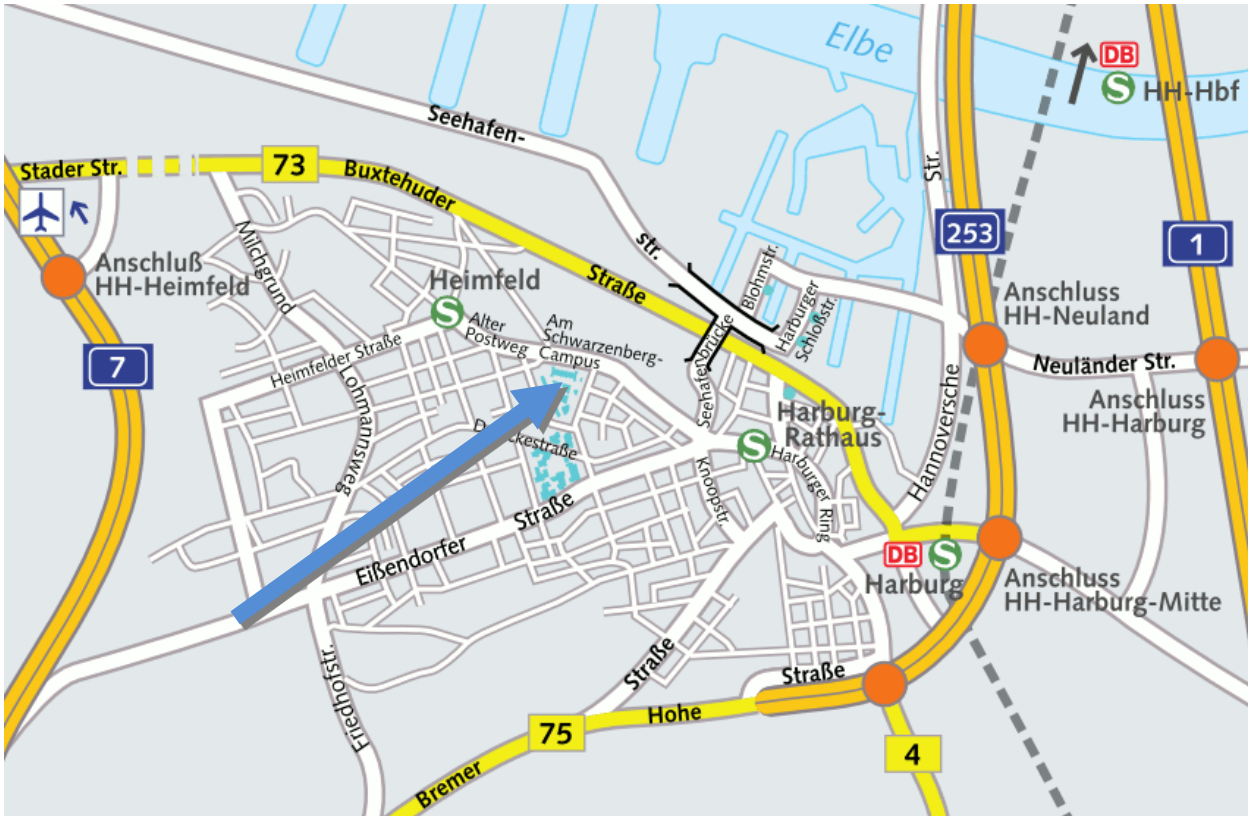 Elbe
DB
S HH-Hbf
Seehafen-
str.
Str.
Stader Str.
73
Buxtehuder
Straße
253
1
Anschluß
HH-Heimfeld
Milchgrund
Heimfeld
S
Alter
Postweg
Am
Schwarzenberg-
Campus
Blohmstr.
Harburger
Schloßstr.
Seehafenbrücke
Anschluss
HH-Neuland
Neuländer Str.
Anschluss
HH-Harburg
7
Heimfelder Straße
Lohmannsweg
Harburg-
Rathaus
S
Harburger Ring
Hannoversche
Knoopstr.
Eißendorfer
Straße
DB
S
Harburg
Anschluss
HH-Harburg-Mitte
Friedhofstr.
Straße
Straße
Hohe
75
Bremer
4